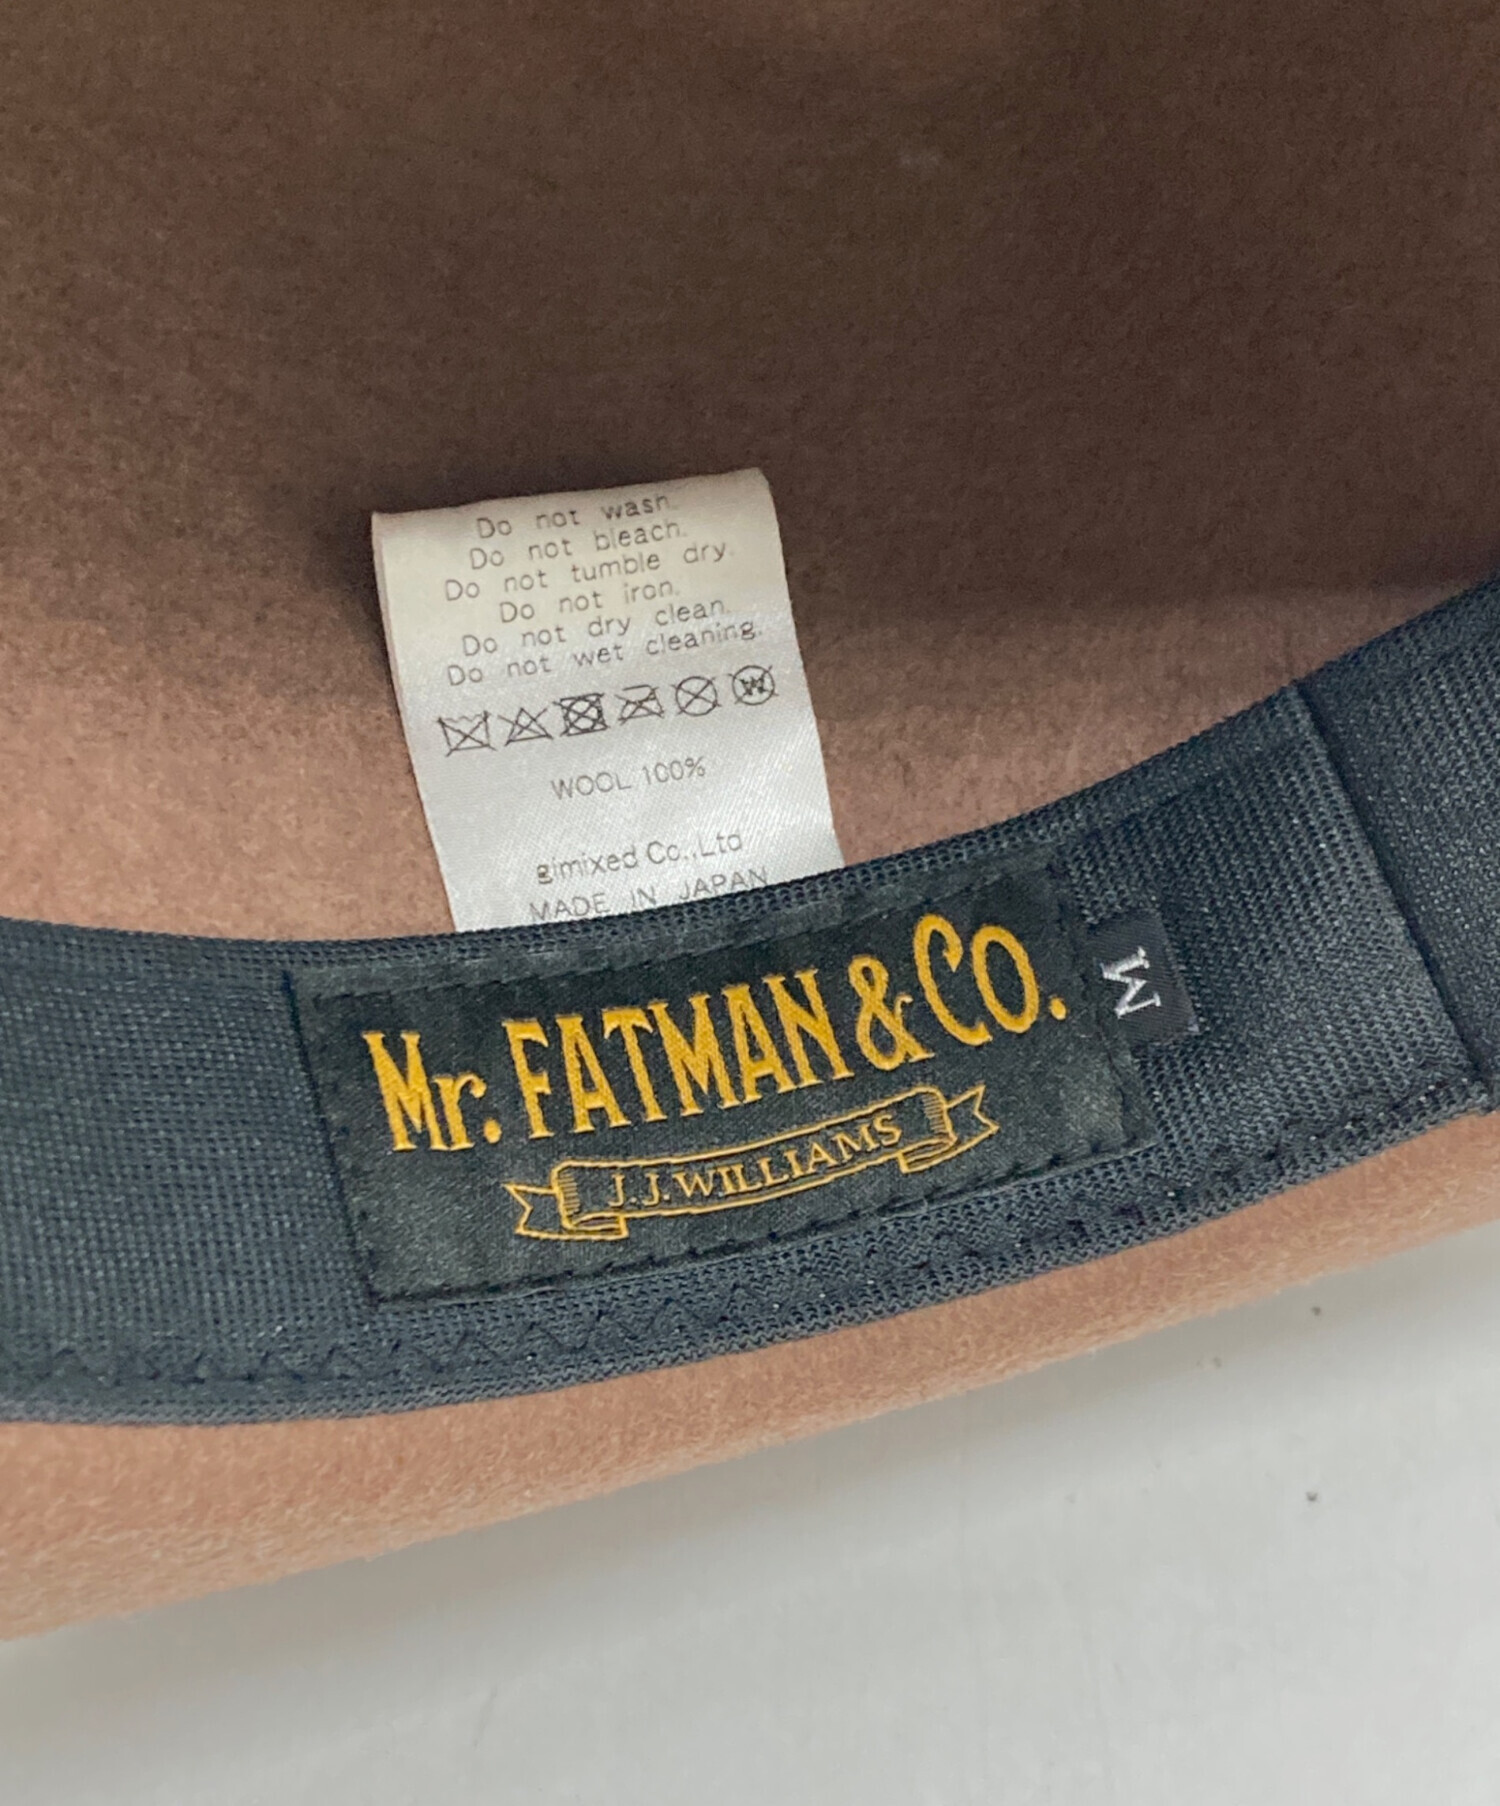 Do not wash.
Do not bleach.
Do not tumble dry.
Do not iron.
Do not dry clean.
Do not wet cleaning.
W
WOOL 100%
gimixed Co.,Ltd
MADE IN JAPAN
Mr. FATMAN & CO.
J.J.WILLIAMS
M